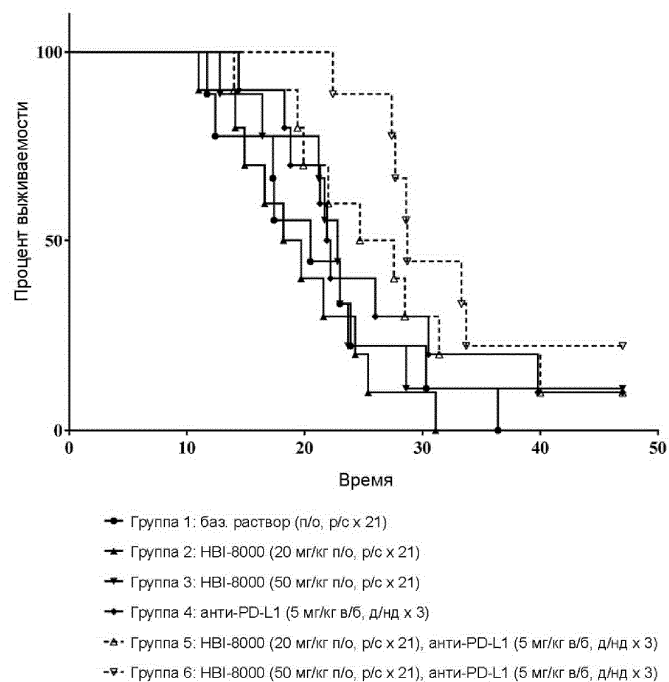 Процент выживаемости
100
50
0
0 10 20 30 40 50
Время
Группа 1: баз. раствор (п/о, р/с x 21)
Группа 2: HBI-8000 (20 мг/кг п/о, р/с x 21)
Группа 3: HBI-8000 (50 мг/кг п/о, р/с x 21)
Группа 4: анти-PD-L1 (5 мг/кг в/б, д/нд x 3)
Группа 5: HBI-8000 (20 мг/кг п/о, р/с x 21), анти-PD-L1 (5 мг/кг в/б, д/нд x 3)
Группа 6: HBI-8000 (50 мг/кг п/о, р/с x 21), анти-PD-L1 (5 мг/кг в/б, д/нд x 3)